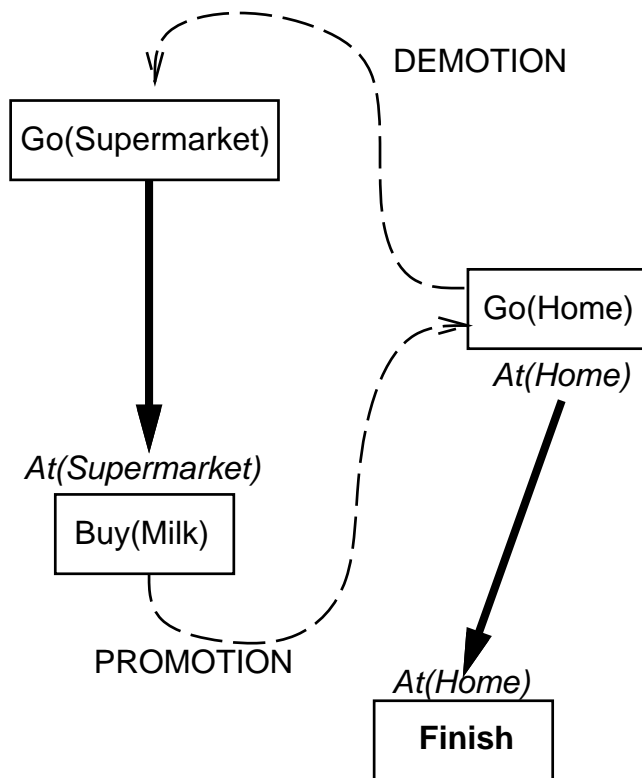 DEMOTION
Go(Supermarket)
Go(Home)
At(Home)
At(Supermarket)
Buy(Milk)
PROMOTION
At(Home)
Finish